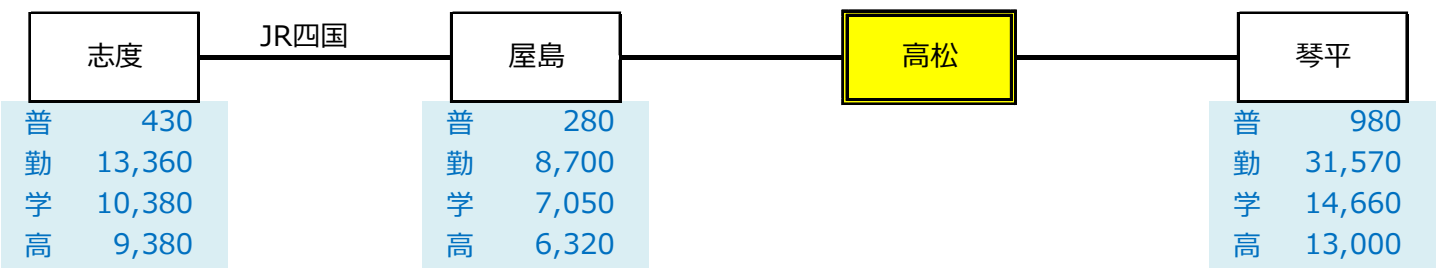 JR四国
志度 屋島 高松 琴平
普 430 普 280 普 980
勤 13,360 勤 8,700 勤 31,570
学 10,380 学 7,050 学 14,660
高 9,380 高 6,320 高 13,000